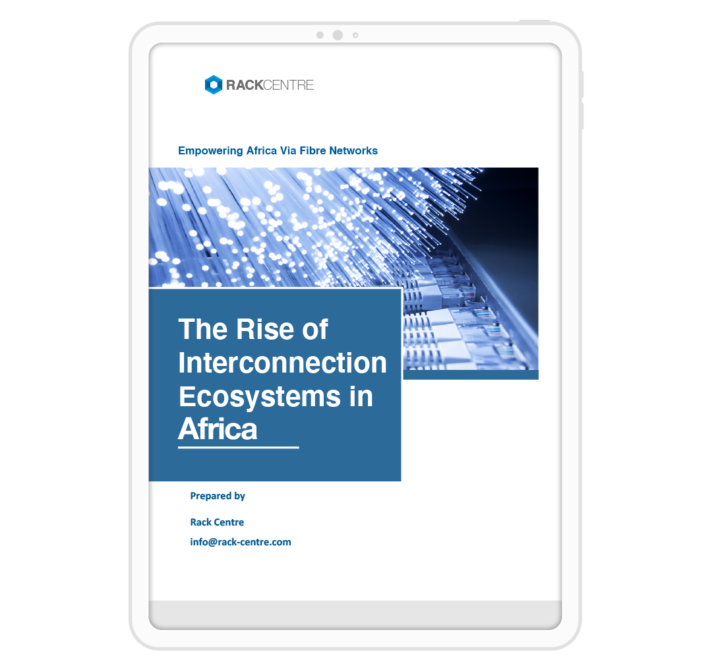 RACKCENTRE
Empowering Africa Via Fibre Networks
The Rise of
Interconnection
Ecosystems in
Africa
Prepared by
Rack Centre
info@rack-centre.com